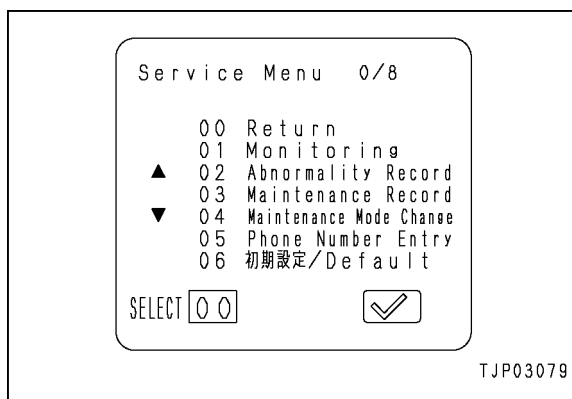 Service Menu 0/8
00 Return
01 Monitoring
▲ 02 Abnormality Record
03 Maintenance Record
▼ 04 Maintenance Mode Change
05 Phone Number Entry
06 初期設定/Default
SELECT 00
TJP03079